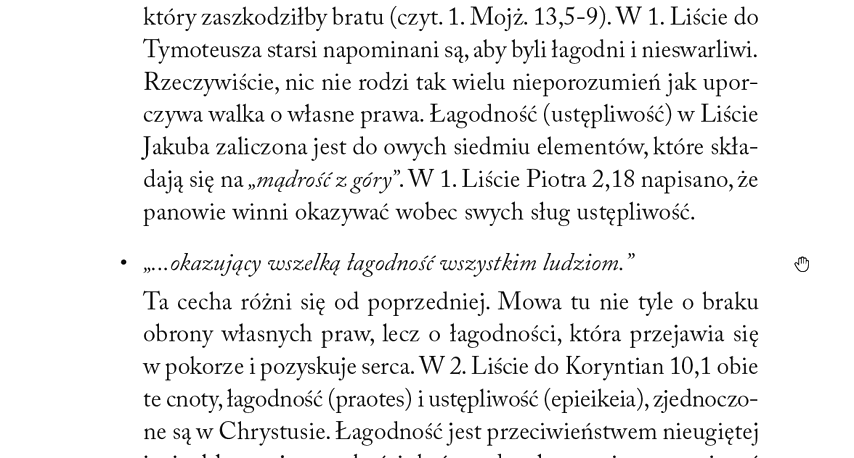 który zaszkodziłby bratu (czyt. 1. Mojż. 13,5-9). W 1. Liście do
Tymoteusza starsi napominani są, aby byli łagodni i nieswarliwi.
Rzeczywiście, nic nie rodzi tak wielu nieporozumień jak upor-
czywa walka o własne prawa. Łagodność (ustępliwość) w Liście
Jakuba zaliczona jest do owych siedmiu elementów, które skła-
dają się na „mądrość z góry”. W 1. Liście Piotra 2,18 napisano, że
panowie winni okazywać wobec swych sług ustępliwość.
• „...okazujący wszelką łagodność wszystkim ludziom.”
Ta cecha różni się od poprzedniej. Mowa tu nie tyle o braku
obrony własnych praw, lecz o łagodności, która przejawia się
w pokorze i pozyskuje serca. W 2. Liście do Koryntian 10,1 obie
te cnoty, łagodność (praotes) i ustępliwość (epieikeia), zjednoczo-
ne są w Chrystusie. Łagodność jest przeciwieństwem nieugiętej